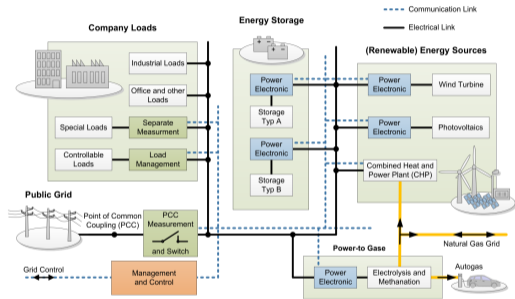 Communication Link
Electrical Link
Company Loads
Energy Storage
(Renewable) Energy Sources
Industrial Loads
Office and other
Loads
Special Loads
Separate
Measurment
Controllable
Loads
Load
Management
Power
Electronic
Storage
Typ A
Power
Electronic
Storage
Typ B
Power
Electronic
Wind Turbine
Power
Electronic
Photovoltaics
Combined Heat and
Power Plant (CHP)
Public Grid
Point of Common
Coupling (PCC)
PCC
Measurement
and Switch
Grid Control
Management
and Control
Natural Gas Grid
Power-to Gase
Power
Electronic
Electrolysis and
Methanation
Autogas